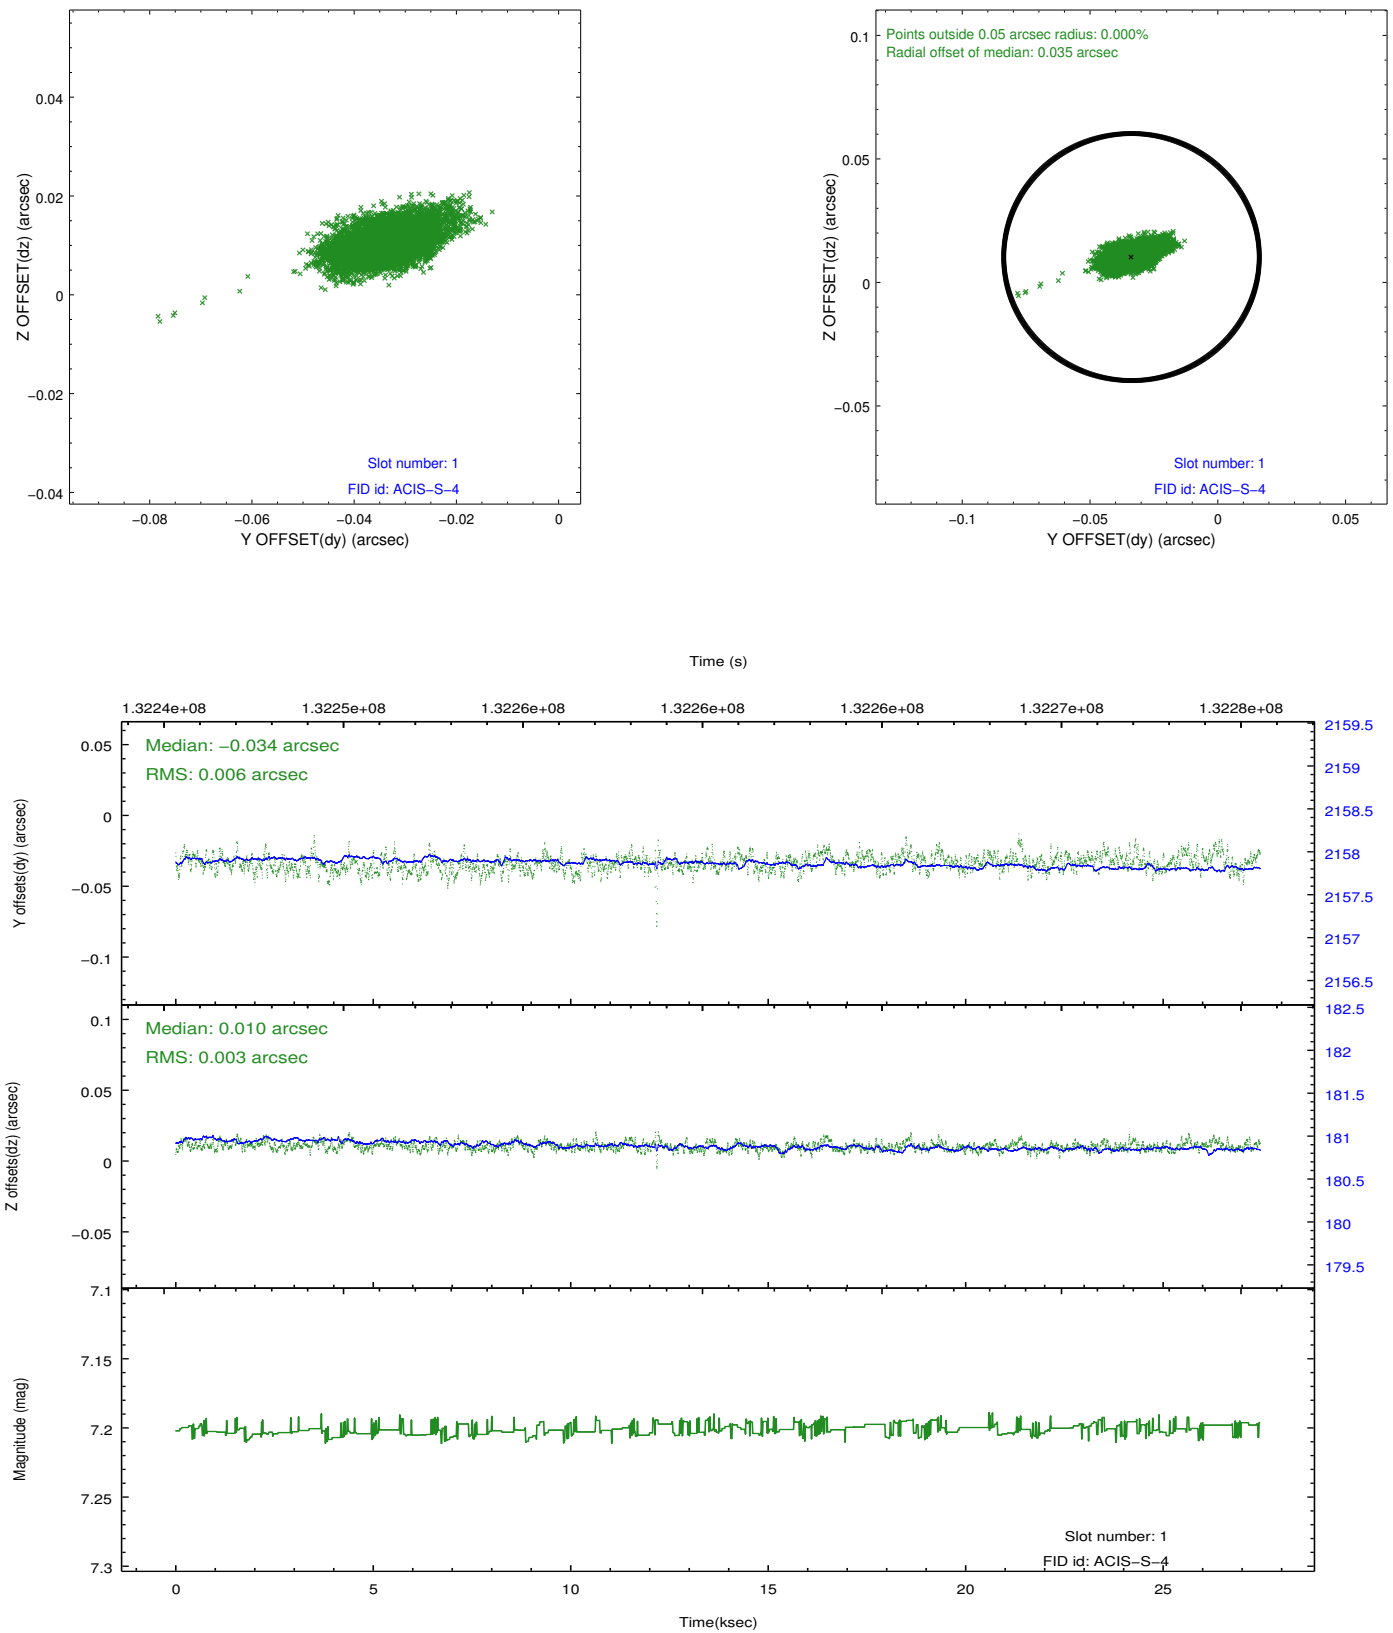 0.04
0.02
0
−0.02
−0.04
Z OFFSET(dz) (arcsec)
Slot number: 1
FID id: ACIS−S−4
−0.08 −0.06 −0.04 −0.02 0
Y OFFSET(dy) (arcsec)
Points outside 0.05 arcsec radius: 0.000%
Radial offset of median: 0.035 arcsec
0.1
0.05
0
−0.05
Z OFFSET(dz) (arcsec)
Slot number: 1
FID id: ACIS−S−4
−0.1 −0.05 0 0.05
Y OFFSET(dy) (arcsec)
Time (s)
1.3224e+08 1.3225e+08 1.3226e+08 1.3226e+08 1.3226e+08 1.3227e+08 1.3228e+08
Median: −0.034 arcsec
RMS: 0.006 arcsec
0.05
0
−0.05
−0.1
Y offsets(dy) (arcsec)
2159.5
2159
2158.5
2158
2157.5
2157
2156.5
Median: 0.010 arcsec
RMS: 0.003 arcsec
0.1
0.05
0
−0.05
Z offsets(dz) (arcsec)
182.5
182
181.5
181
180.5
180
179.5
7.1
7.15
7.2
7.25
7.3
Magnitude (mag)
Slot number: 1
FID id: ACIS−S−4
0 5 10 15 20 25
Time(ksec)